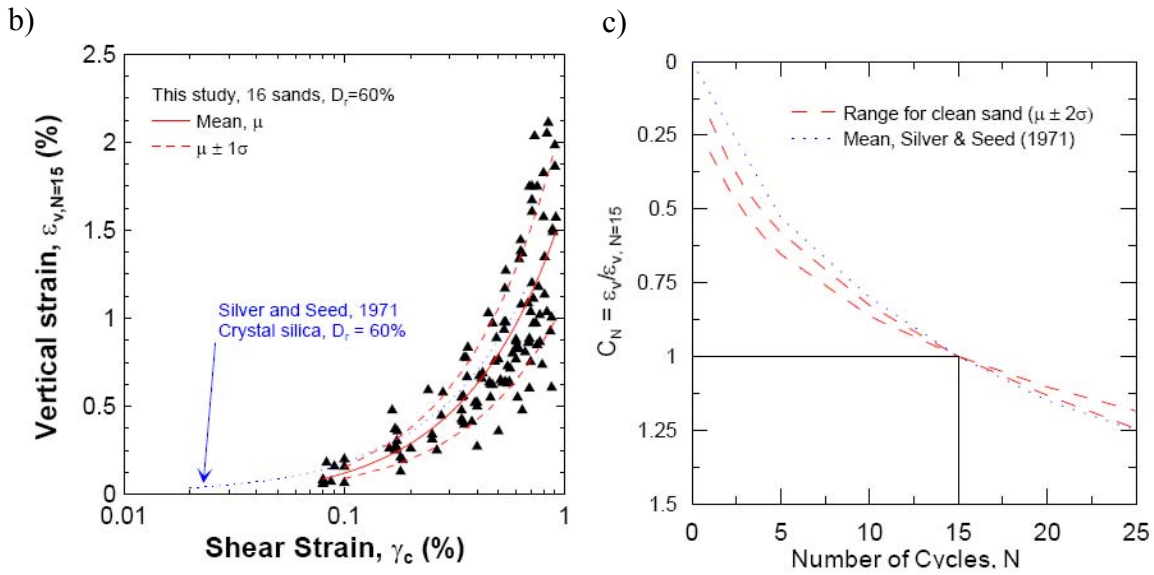 b)
2.5
2
1.5
1
0.5
0
Vertical strain, εv,N=15 (%)
This study, 16 sands, Dr=60%
Mean, μ
μ ± 1σ
Silver and Seed, 1971
Crystal silica, Dr = 60%
0.01
0.1
1
Shear Strain, γc (%)
c)
0
0.25
0.5
0.75
1
1.25
1.5
CN = εv/εv, N=15
Range for clean sand (μ ± 2σ)
Mean, Silver & Seed (1971)
0
5
10
15
20
25
Number of Cycles, N